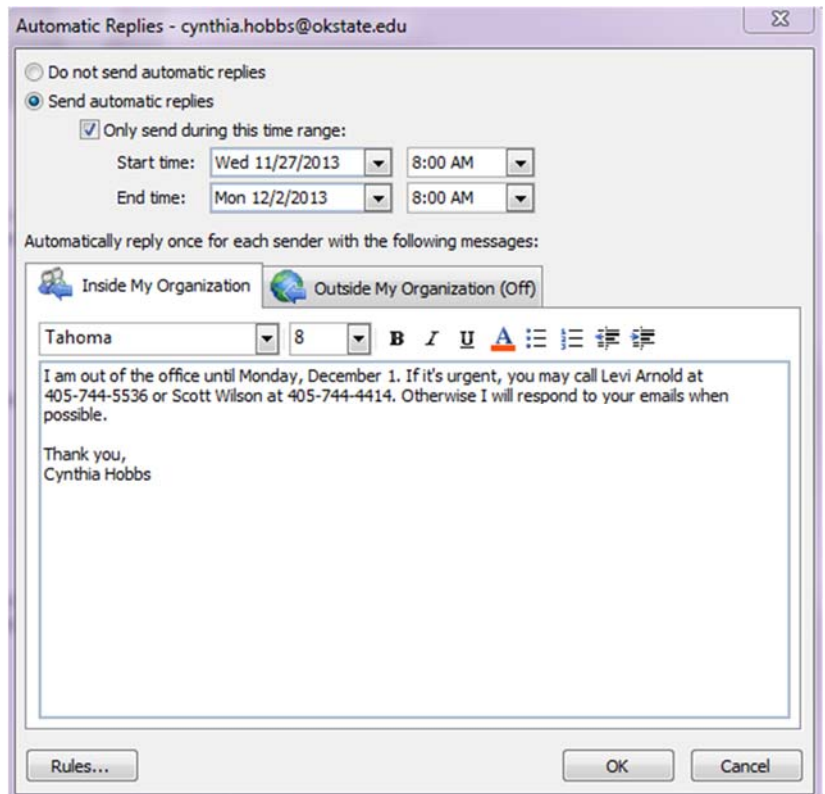 Automatic Replies - cynthia.hobbs@okstate.edu
Do not send automatic replies
Send automatic replies
Only send during this time range:
Start time: Wed 11/27/2013 8:00 AM
End time: Mon 12/2/2013 8:00 AM
Automatically reply once for each sender with the following messages:
Inside My Organization Outside My Organization (Off)
Tahoma 8 B I U A
I am out of the office until Monday, December 1. If it's urgent, you may call Levi Arnold at
405-744-5536 or Scott Wilson at 405-744-4414. Otherwise I will respond to your emails when
possible.
Thank you,
Cynthia Hobbs
Rules... OK Cancel